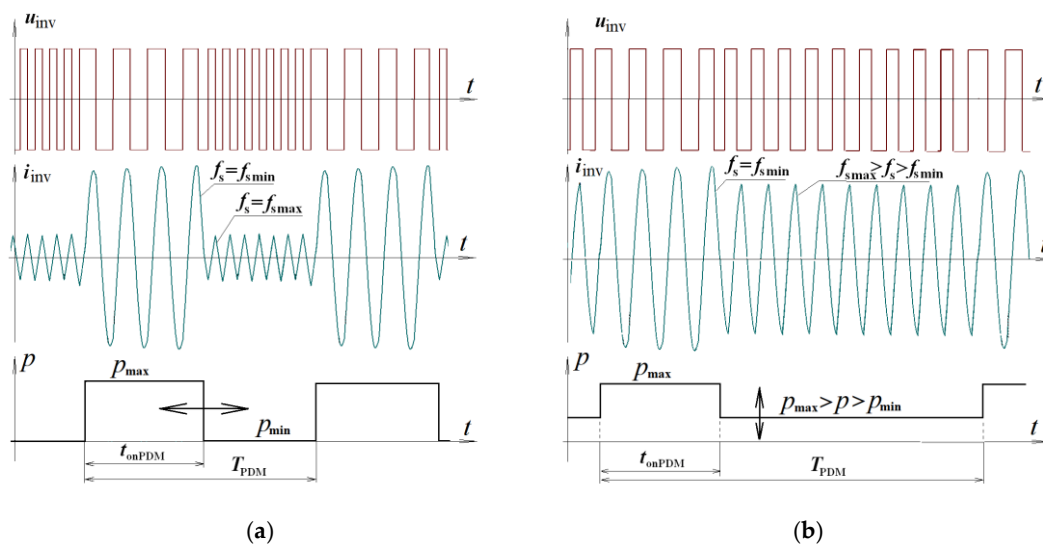 u_inv
t
i_inv
f_s=f_smin
f_s=f_smax
t
p
p_max
p_min
t
t_onPDM
T_PDM
(a)
u_inv
t
i_inv
f_s=f_smin
f_smax>f_s>f_smin
t
p
p_max
p_max>p>p_min
t
t_onPDM
T_PDM
(b)